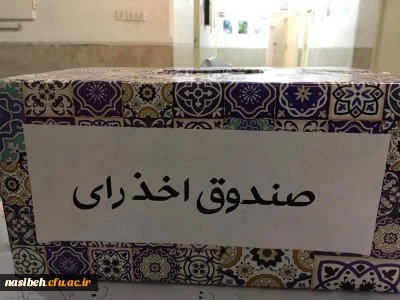 صندوق اخذ رای
nasibeh.cfu.ac.ir